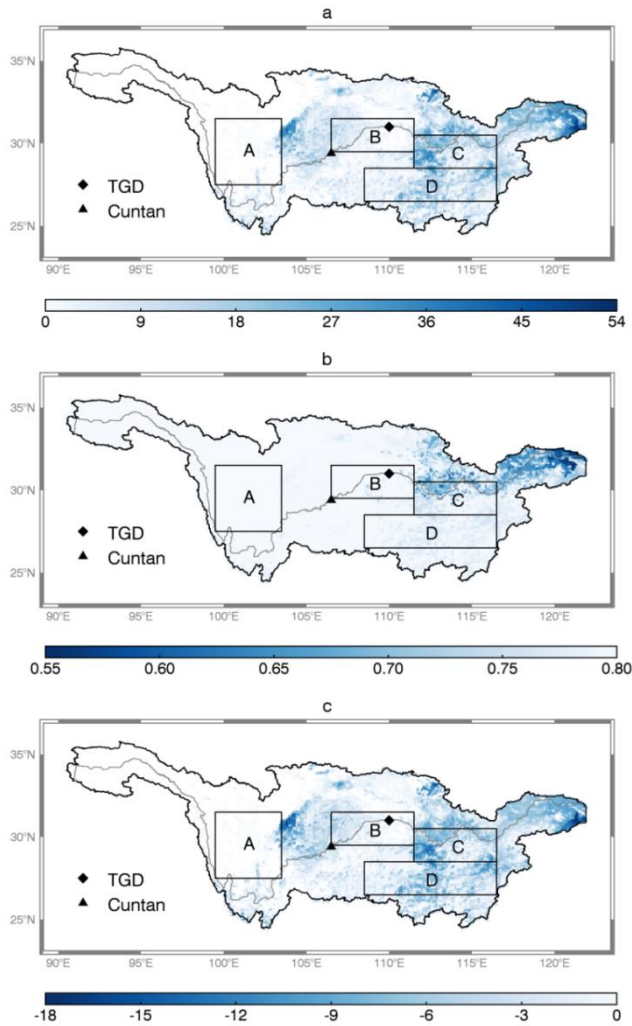 a
35°N
30°N
25°N
A
B
C
D
TGD
Cuntan
90°E 95°E 100°E 105°E 110°E 115°E 120°E
0 9 18 27 36 45 54
b
35°N
30°N
25°N
A
B
C
D
TGD
Cuntan
90°E 95°E 100°E 105°E 110°E 115°E 120°E
0.55 0.60 0.65 0.70 0.75 0.80
c
35°N
30°N
25°N
A
B
C
D
TGD
Cuntan
90°E 95°E 100°E 105°E 110°E 115°E 120°E
-18 -15 -12 -9 -6 -3 0